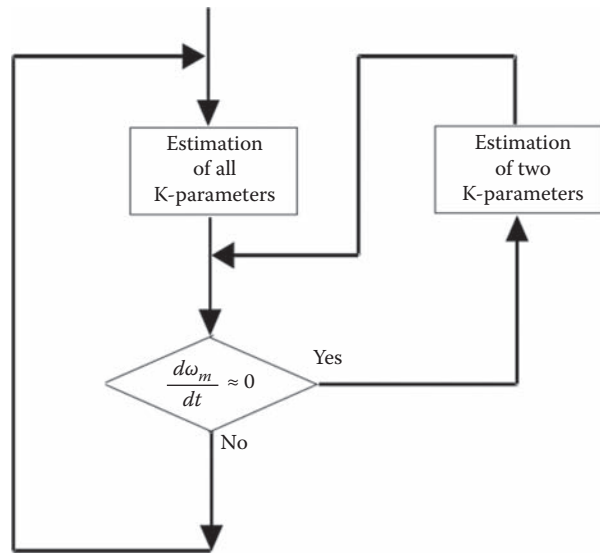 Estimation
of all
K-parameters
Estimation
of two
K-parameters
dω_m/dt ≈ 0
Yes
No